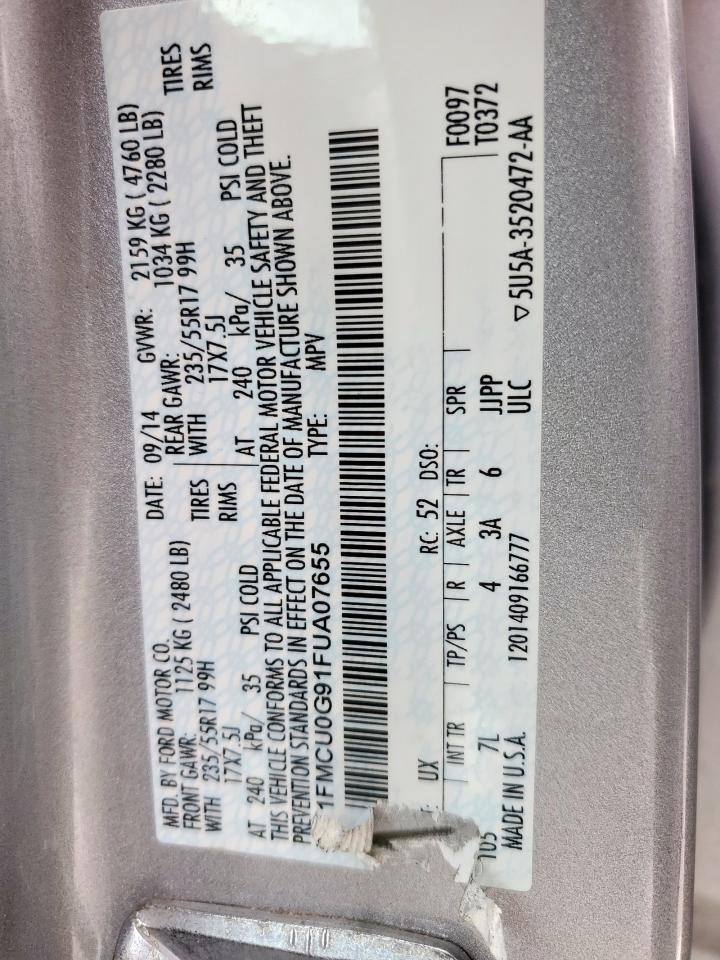 MFD. BY FORD MOTOR CO.
DATE: 09/14 GVWR: 2159 KG ( 4760 LB)
FRONT GAWR: 1125 KG ( 2480 LB) REAR GAWR: 1034 KG ( 2280 LB)
WITH 235/55R17 99H TIRES WITH 235/55R17 99H TIRES
17X7.5J RIMS 17X7.5J RIMS
AT 240 kPa/ 35 PSI COLD AT 240 kPa/ 35 PSI COLD
THIS VEHICLE CONFORMS TO ALL APPLICABLE FEDERAL MOTOR VEHICLE SAFETY AND THEFT
PREVENTION STANDARDS IN EFFECT ON THE DATE OF MANUFACTURE SHOWN ABOVE.
1FMCU0G91FUA07655 TYPE: MPV
UX RC: 52 DSO: F0097
INT TR TP/PS R AXLE TR SPR T0372
7L 4 3A 6 JJPP
MADE IN U.S.A. 1201409166777 ULC ▽ 5U5A-3520472-AA